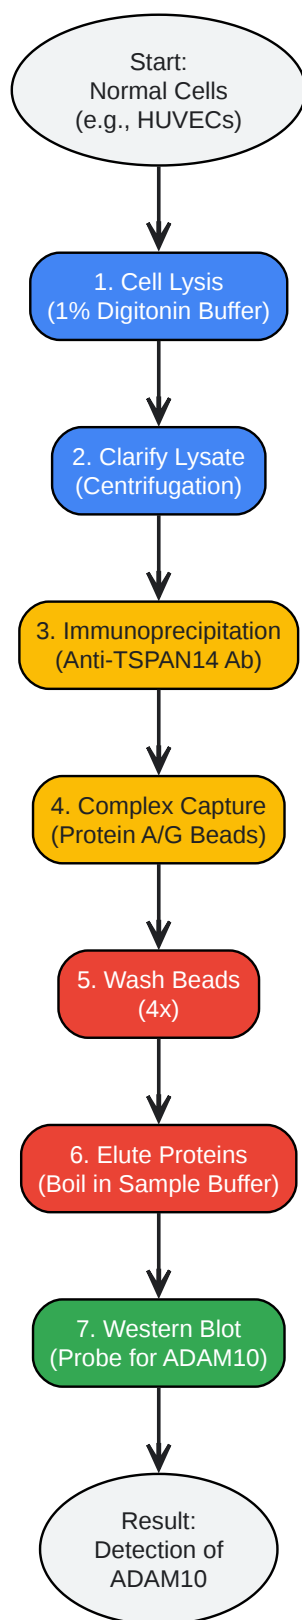 Start:
Normal Cells
(e.g., HUVECs)
1. Cell Lysis
(1% Digitonin Buffer)
2. Clarify Lysate
(Centrifugation)
3. Immunoprecipitation
(Anti-TSPAN14 Ab)
4. Complex Capture
(Protein A/G Beads)
5. Wash Beads
(4x)
6. Elute Proteins
(Boil in Sample Buffer)
7. Western Blot
(Probe for ADAM10)
Result:
Detection of
ADAM10